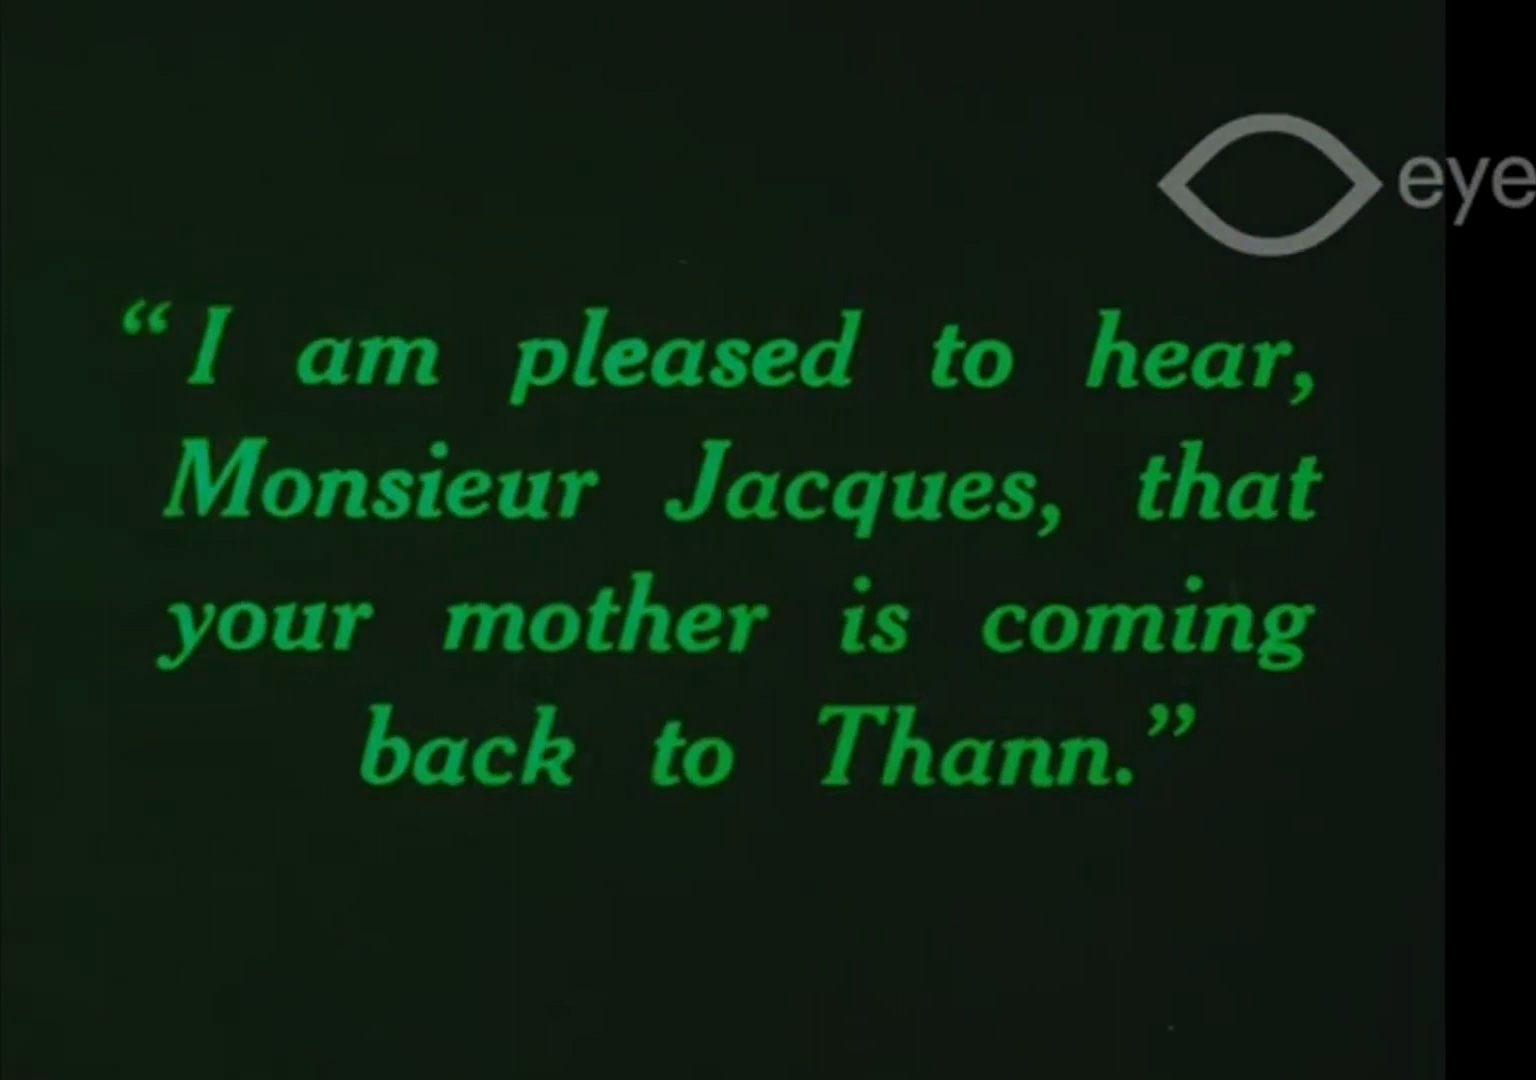 eye
“I am pleased to hear,
Monsieur Jacques, that
your mother is coming
back to Thann.”